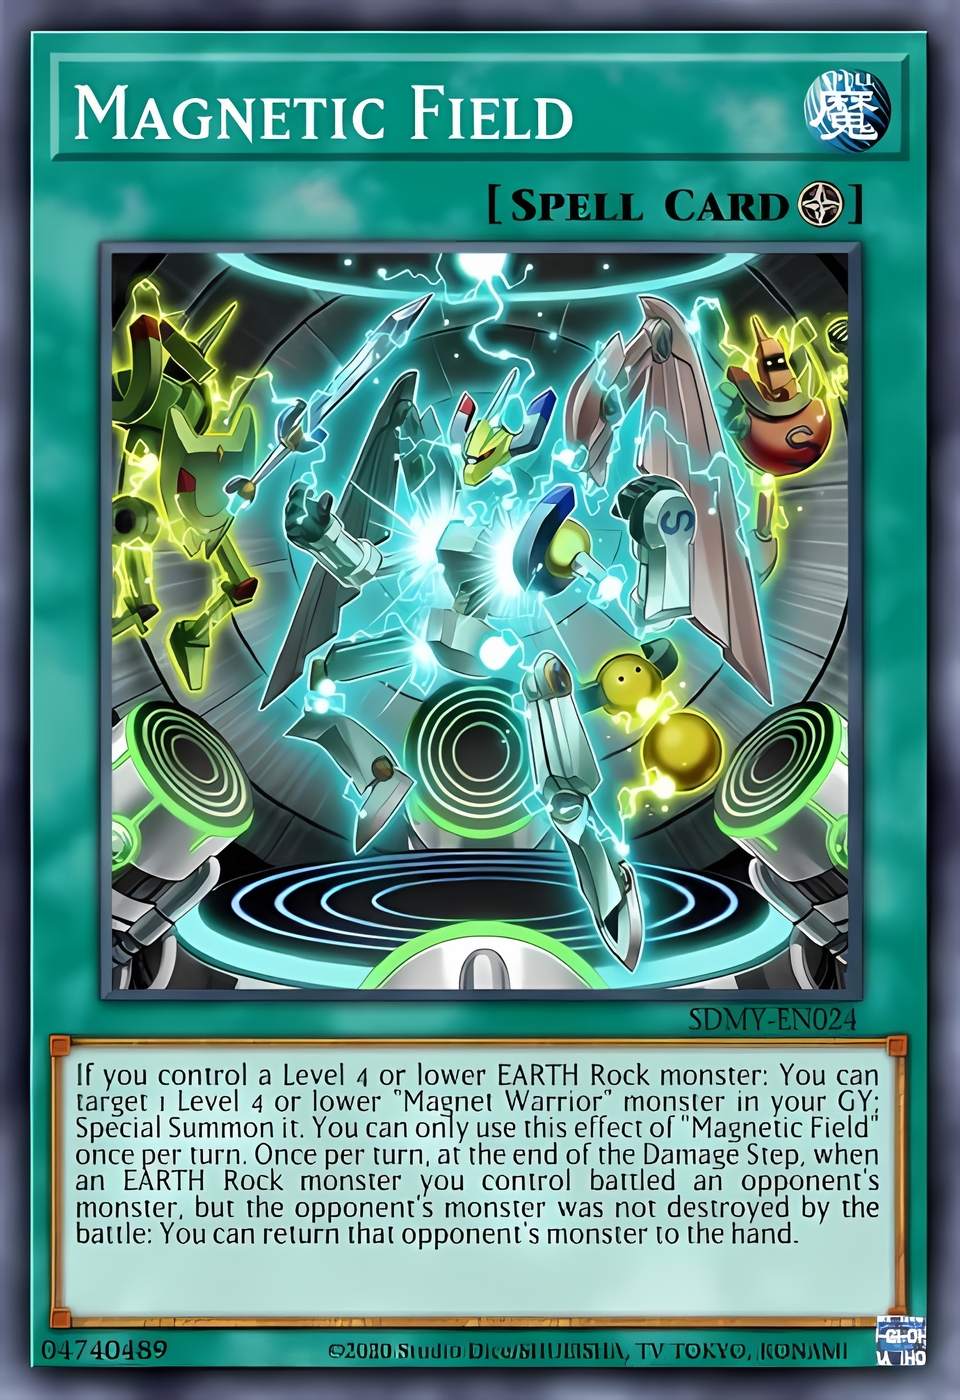 MAGNETIC FIELD
魔
[SPELL CARD]
S
C
SDMY-EN024
If you control a Level 4 or lower EARTH Rock monster: You can
target 1 Level 4 or lower "Magnet Warrior" monster in your GY;
Special Summon it. You can only use this effect of "Magnetic Field"
once per turn. Once per turn, at the end of the Damage Step, when
an EARTH Rock monster you control battled an opponent's
monster, but the opponent's monster was not destroyed by the
battle: You can return that opponent's monster to the hand.
04740489
©2020 Studio Dice/SHUEISHA, TV TOKYO, KONAMI